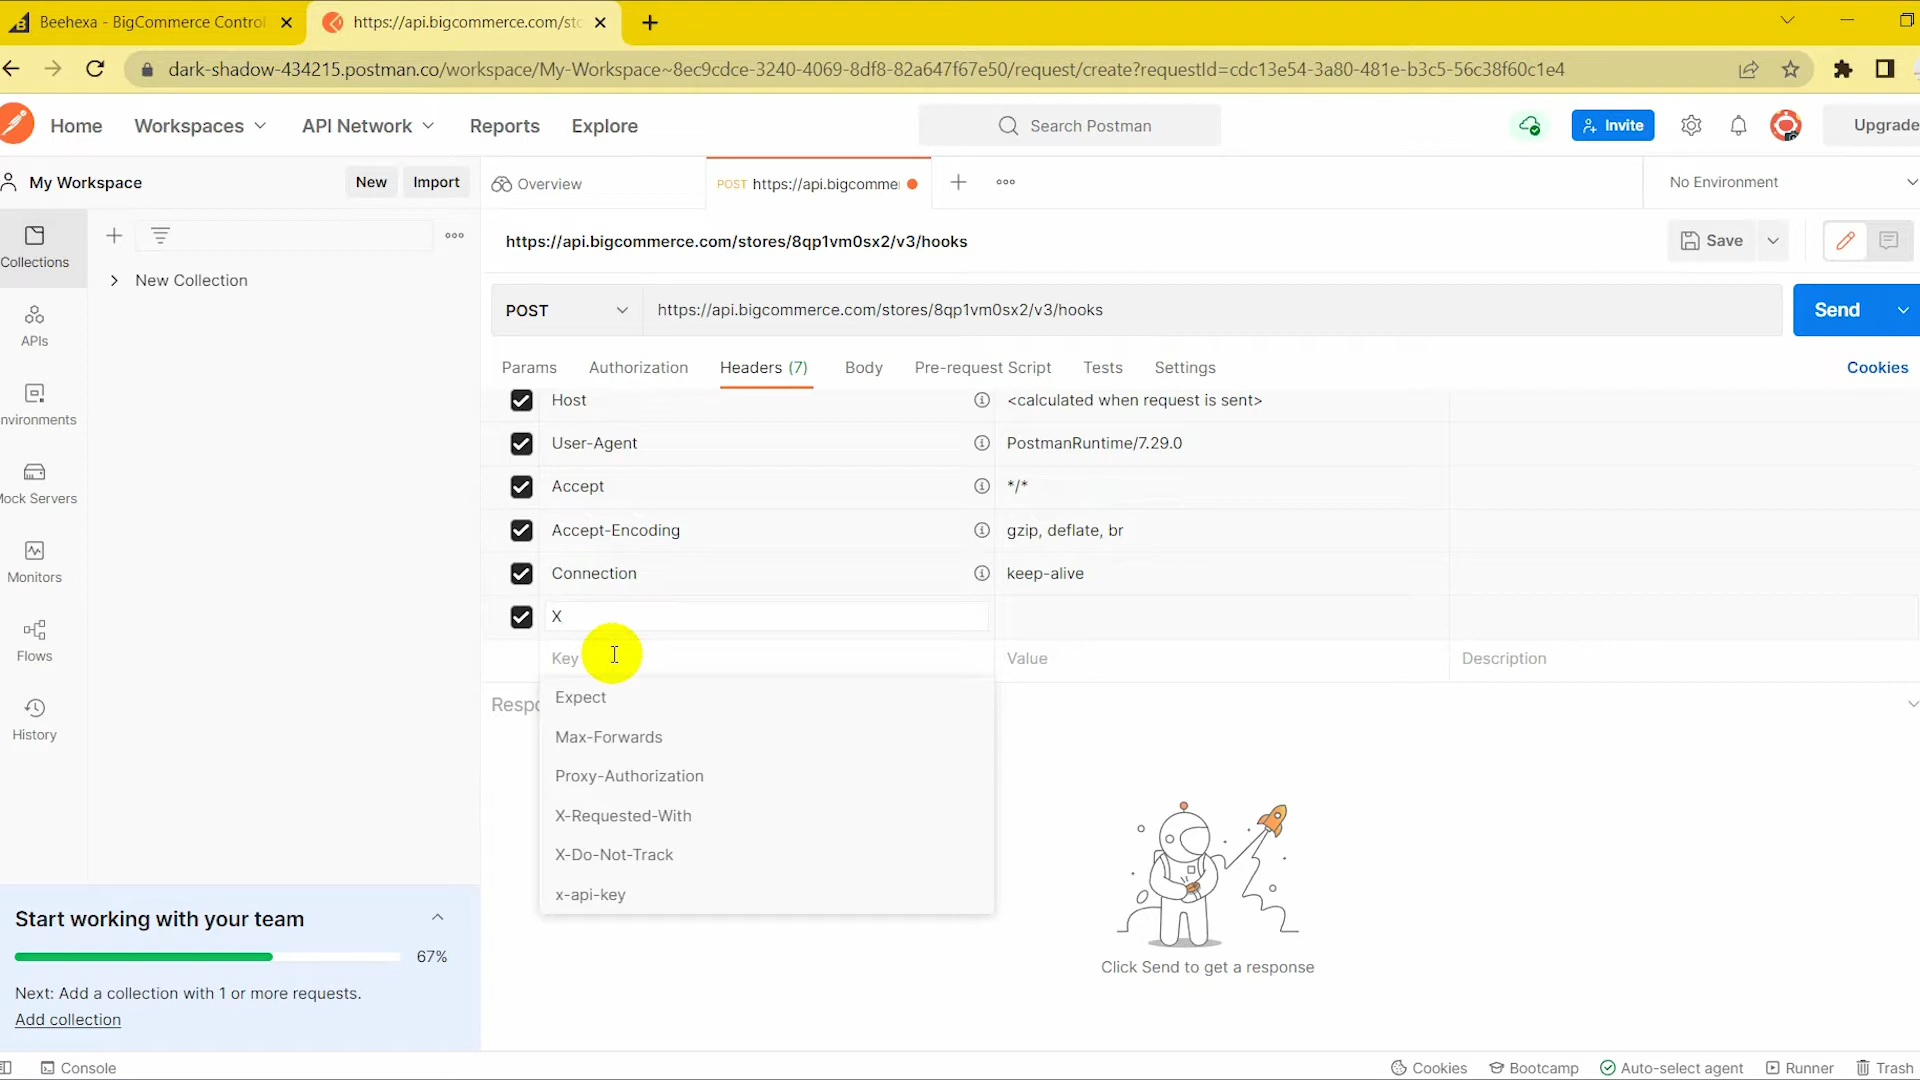 Beehexa - BigCommerce Control
https://api.bigcommerce.com/sto
dark-shadow-434215.postman.co/workspace/My-Workspace~8ec9cdce-3240-4069-8df8-82a647f67e50/request/create?requestId=cdc13e54-3a80-481e-b3c5-56c38f60c1e4
Home
Workspaces
API Network
Reports
Explore
Search Postman
Invite
Upgrade
My Workspace
New
Import
Overview
POST https://api.bigcomme
No Environment
Collections
New Collection
https://api.bigcommerce.com/stores/8qp1vm0sx2/v3/hooks
Save
POST
https://api.bigcommerce.com/stores/8qp1vm0sx2/v3/hooks
Send
APIs
Params
Authorization
Headers (7)
Body
Pre-request Script
Tests
Settings
Cookies
nvironments
Host
<calculated when request is sent>
User-Agent
PostmanRuntime/7.29.0
Accept
*/*
Mock Servers
Accept-Encoding
gzip, deflate, br
Monitors
Connection
keep-alive
X
Flows
Key
Value
Description
Respo
Expect
History
Max-Forwards
Proxy-Authorization
X-Requested-With
X-Do-Not-Track
x-api-key
Click Send to get a response
Start working with your team
67%
Next: Add a collection with 1 or more requests.
Add collection
Console
Cookies
Bootcamp
Auto-select agent
Runner
Trash